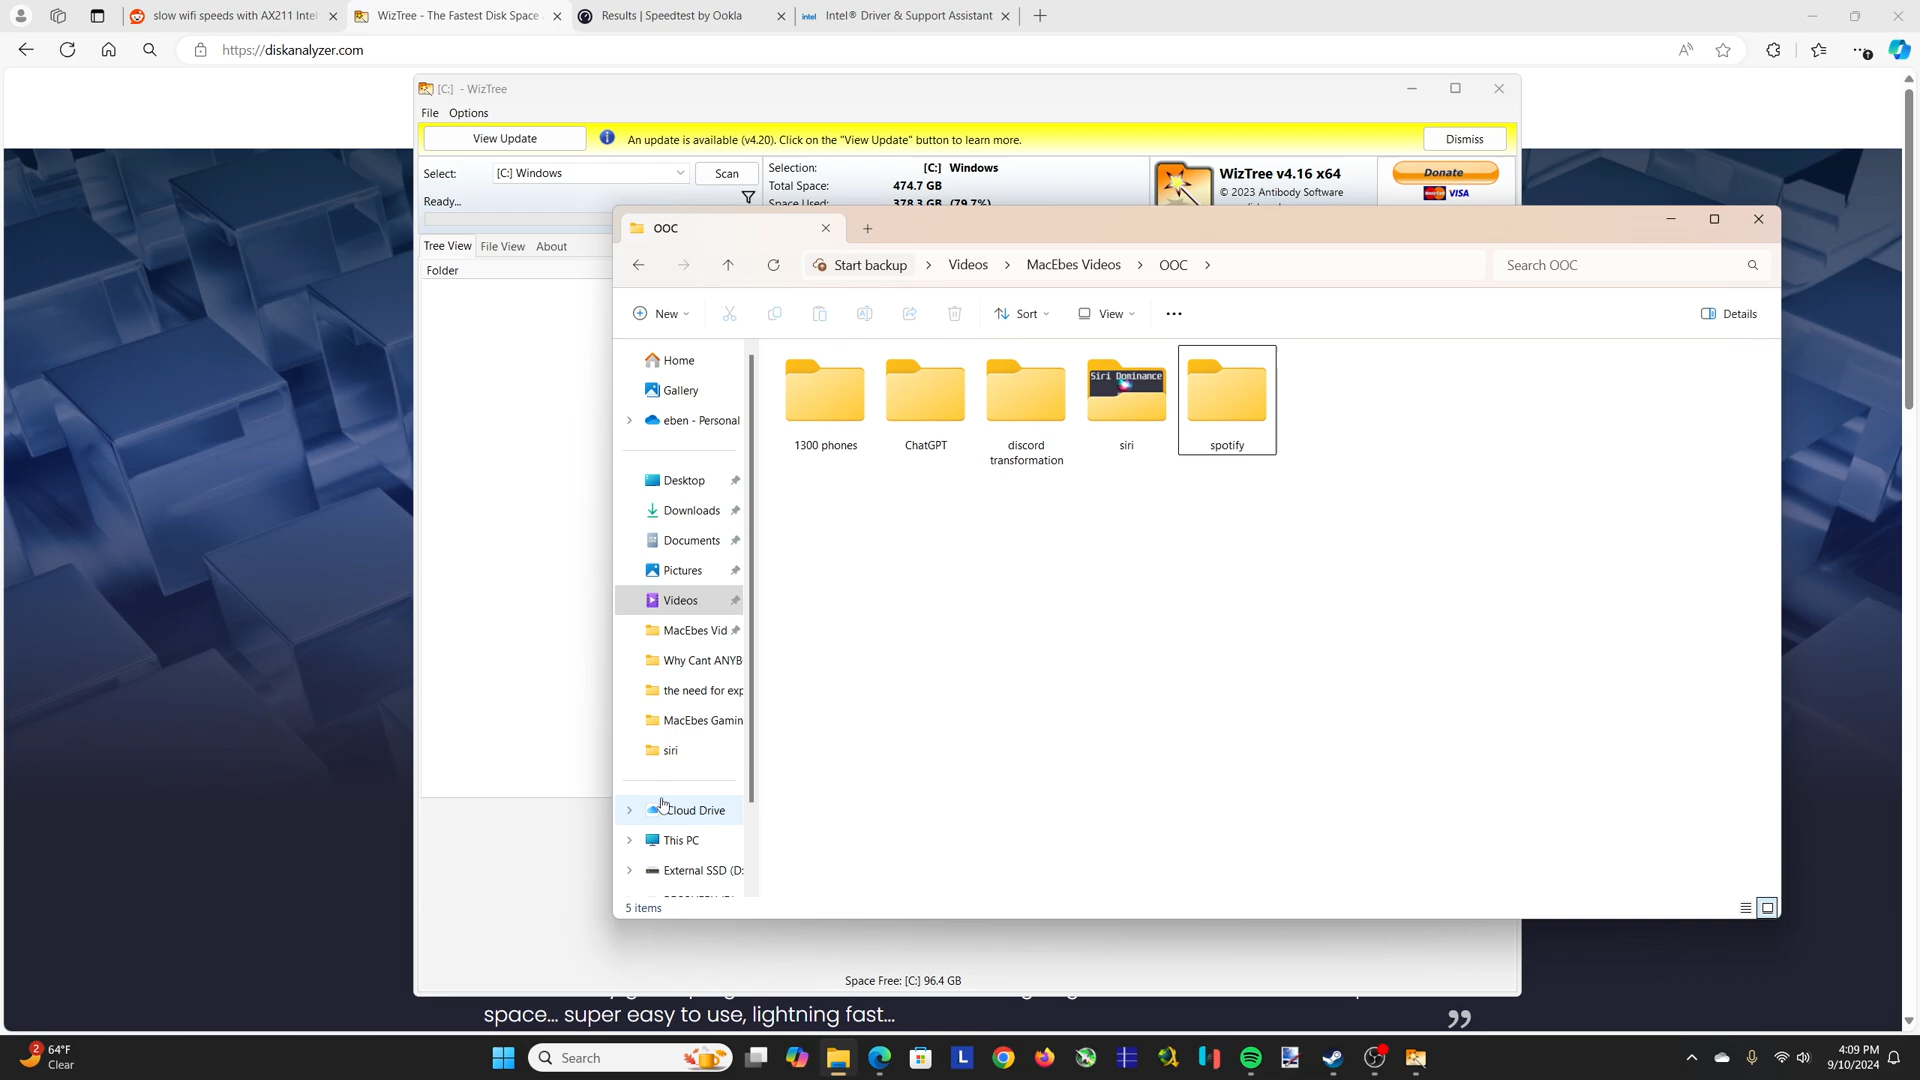 slow wifi speeds with AX211 Intel
WizTree - The Fastest Disk Space
Results | Speedtest by Ookla
intel Intel® Driver & Support Assistant
https://diskanalyzer.com
[C:] - WizTree
File Options
View Update
An update is available (v4.20). Click on the "View Update" button to learn more.
Dismiss
Select: [C:] Windows
Scan
Ready...
Selection: [C:] Windows
Total Space: 474.7 GB
Space Used: 378.3 GB (79.7%)
WizTree v4.16 x64
© 2023 Antibody Software
Donate
VISA
Tree View File View About
Folder
OOC
Start backup
Videos
MacEbes Videos
OOC
Search OOC
New
Sort
View
Details
Home
Gallery
eben - Personal
Desktop
Downloads
Documents
Pictures
Videos
MacEbes Vid
Why Cant ANYB
the need for exp
MacEbes Gamin
siri
Cloud Drive
This PC
External SSD (D:
1300 phones
ChatGPT
discord
transformation
Siri Dominance
siri
spotify
5 items
Space Free: [C:] 96.4 GB
space... super easy to use, lightning fast...
”
2
64°F
Clear
Search
L
4:09 PM
9/10/2024